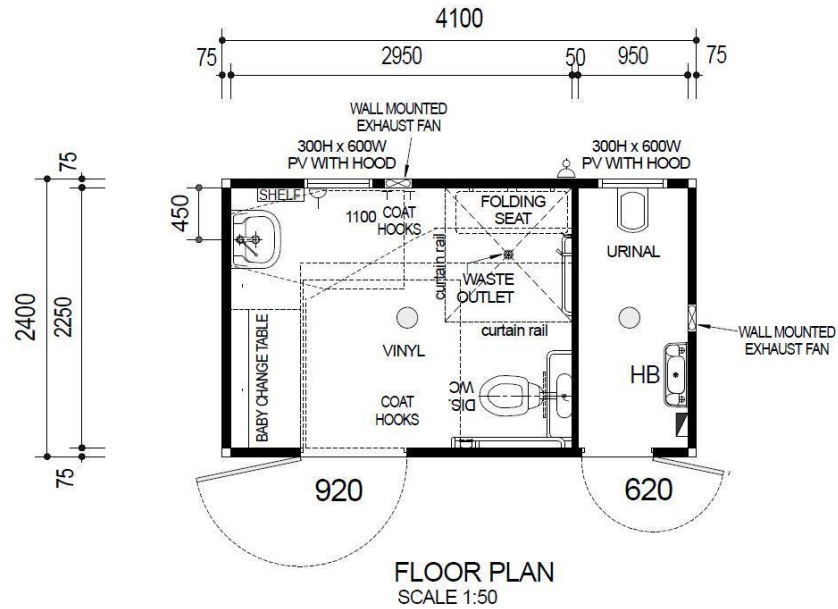 4100
75
2950
50
950
75
WALL MOUNTED
EXHAUST FAN
300H x 600W
PV WITH HOOD
300H x 600W
PV WITH HOOD
75
450
2400
2250
75
SHELF
1100
COAT
HOOKS
FOLDING
SEAT
curtain rail
WASTE
OUTLET
curtain rail
URINAL
WALL MOUNTED
EXHAUST FAN
BABY CHANGE TABLE
VINYL
COAT
HOOKS
DIS.
WC
HB
920
620
FLOOR PLAN
SCALE 1:50